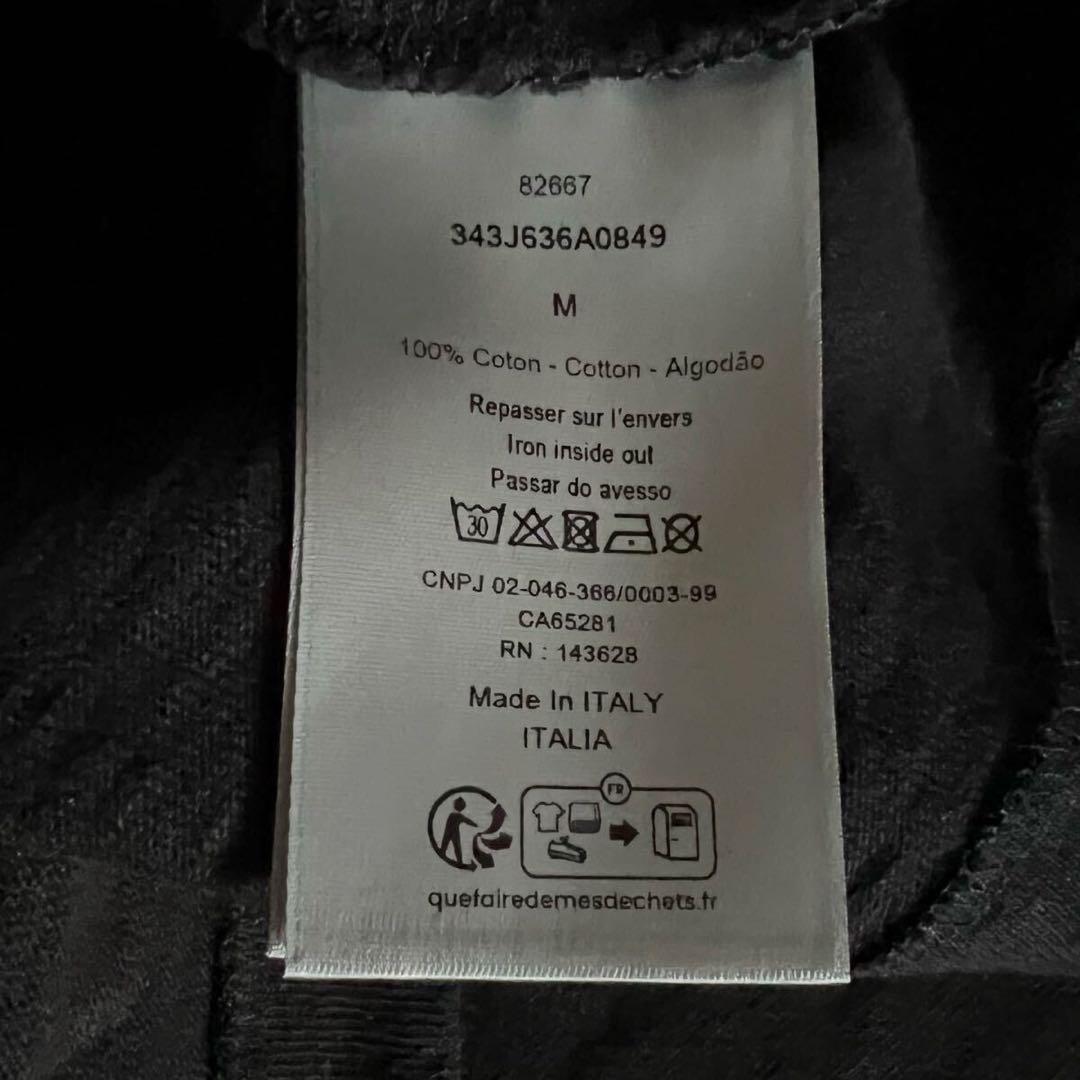 82667
343J636A0849
M
100% Coton - Cotton - Algodão
Repasser sur l'envers
Iron inside out
Passar do avesso
30
CNPJ 02-046-366/0003-99
CA65281
RN : 143628
Made In ITALY
ITALIA
FR
quefairedemesdechets.fr